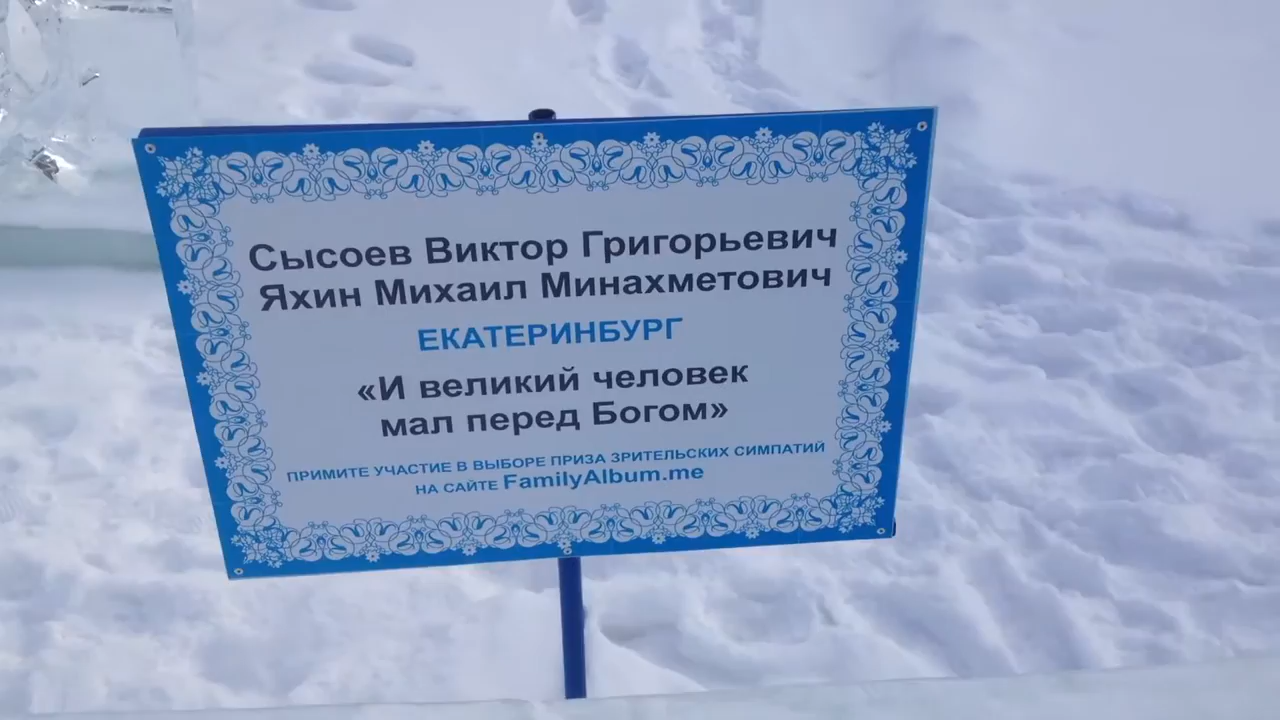 Сысоев Виктор Григорьевич
Яхин Михаил Минахметович
ЕКАТЕРИНБУРГ
«И великий человек
мал перед Богом»
ПРИМИТЕ УЧАСТИЕ В ВЫБОРЕ ПРИЗА ЗРИТЕЛЬСКИХ СИМПАТИЙ
НА САЙТЕ FamilyAlbum.me